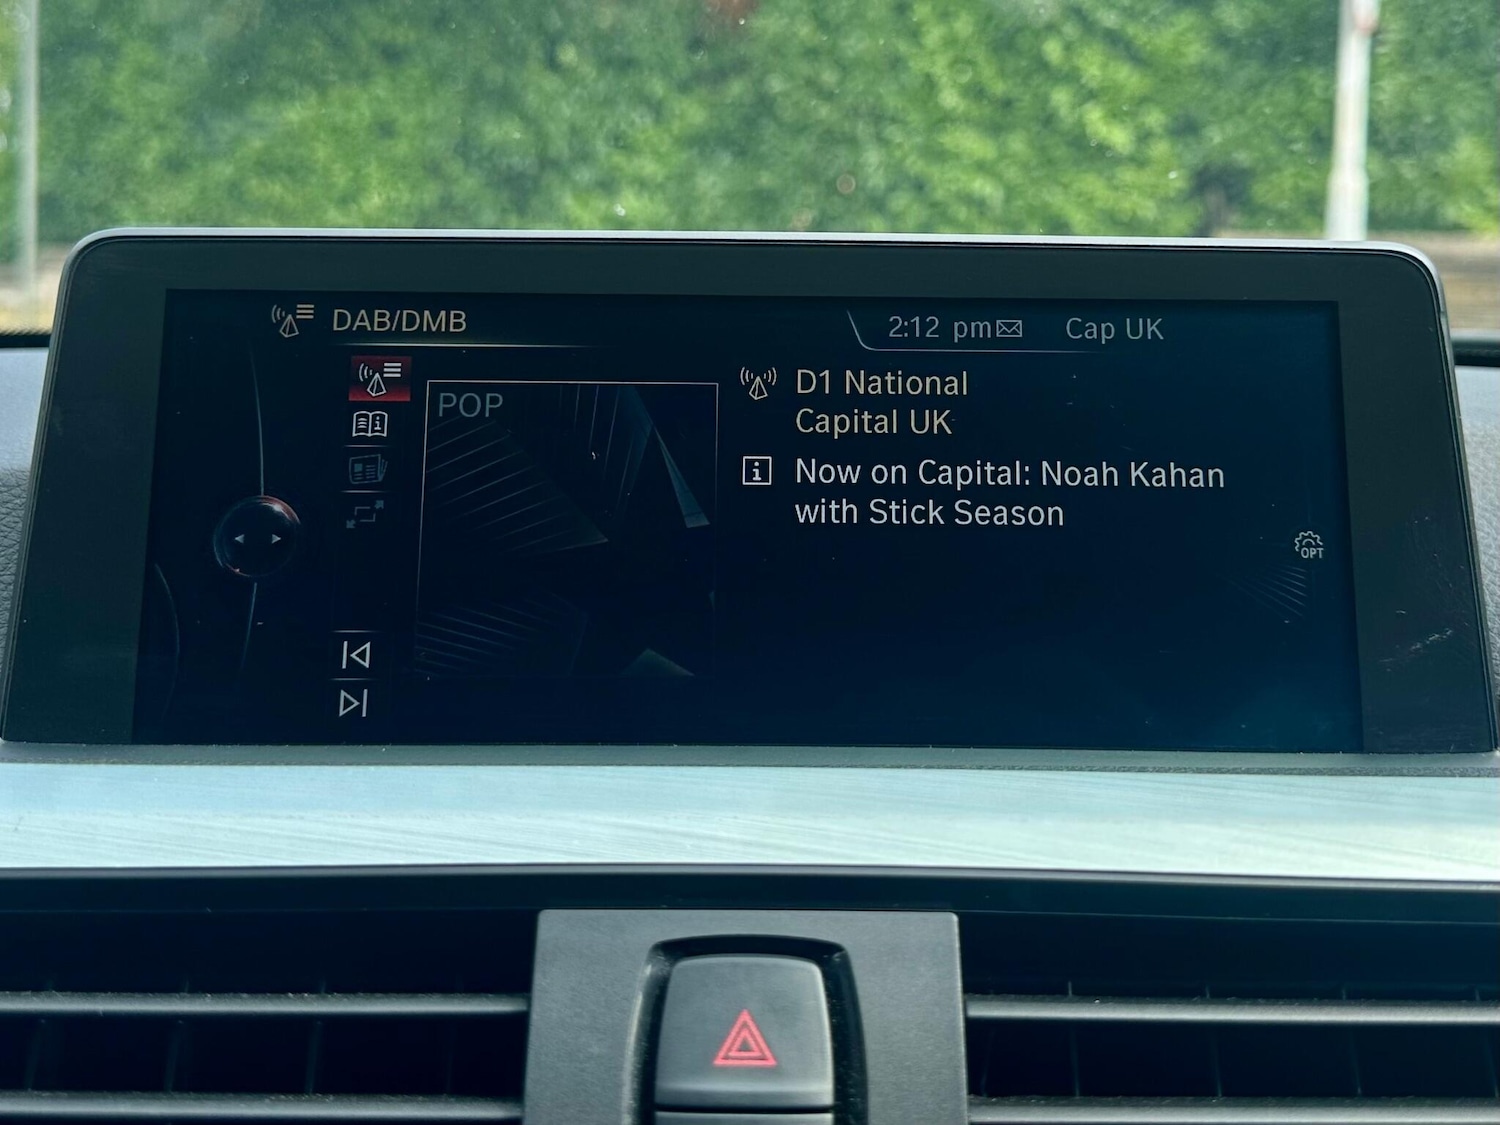 DAB/DMB
2:12 pm
Cap UK
POP
D1 National
Capital UK
Now on Capital: Noah Kahan
with Stick Season
OPT